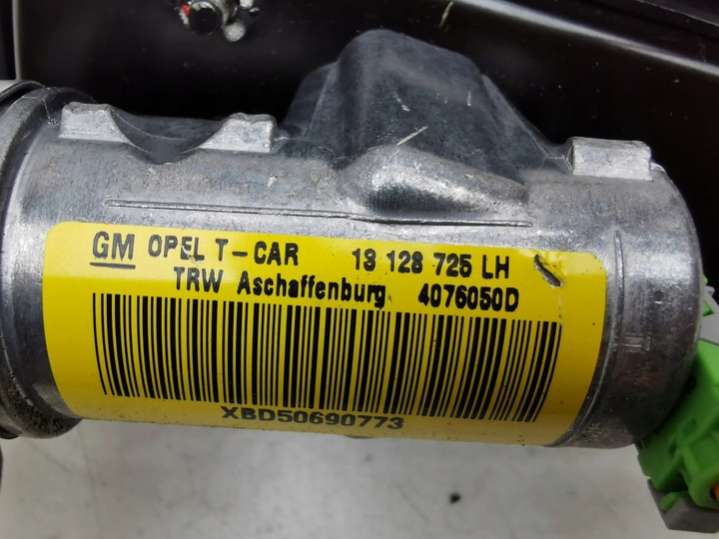 GM OPEL T-CAR 13 128 725 LH
TRW Aschaffenburg 4076050D
XBD50690773